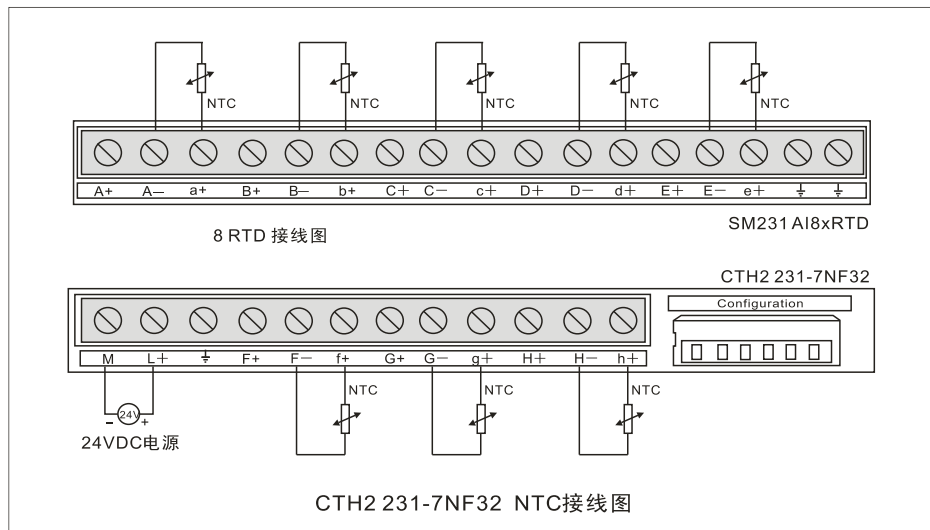 NTC NTC NTC NTC NTC
A+ A− a+ B+ B− b+ C+ C− c+ D+ D− d+ E+ E− e+
8 RTD 接线图
SM231 AI8xRTD
CTH2 231-7NF32
Configuration
M L+ F+ F− f+ G+ G− g+ H+ H− h+
NTC NTC NTC
24V
− +
24VDC电源
CTH2 231-7NF32 NTC接线图